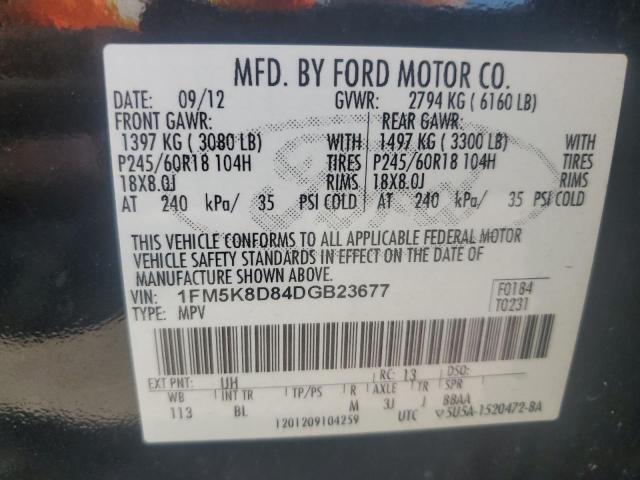 MFD. BY FORD MOTOR CO.
DATE: 09/12 GVWR: 2794 KG ( 6160 LB)
FRONT GAWR: REAR GAWR:
1397 KG ( 3080 LB) WITH 1497 KG ( 3300 LB) WITH
P245/60R18 104H TIRES P245/60R18 104H TIRES
18X8.0J RIMS 18X8.0J RIMS
AT 240 kPa/ 35 PSI COLD AT 240 kPa/ 35 PSI COLD
THIS VEHICLE CONFORMS TO ALL APPLICABLE FEDERAL MOTOR
VEHICLE SAFETY STANDARDS IN EFFECT ON THE DATE OF
MANUFACTURE SHOWN ABOVE.
VIN: 1FM5K8D84DGB23677 F0184
TYPE: MPV T0231
EXT PNT: UH RC: 13 DSO:
WB INT TR TP/PS R AXLE TR SPR
113 BL M 3J J BBAA
1201209104259 UTC 5U5A-1520472-BA